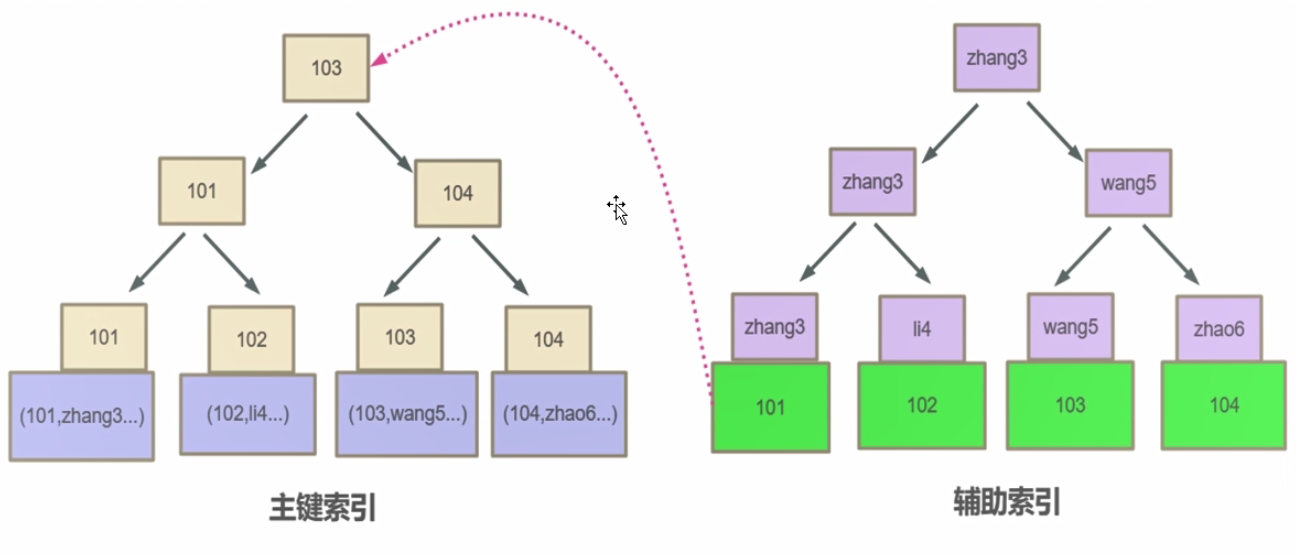 103
101
104
101
102
103
104
(101,zhang3...)
(102,li4...)
(103,wang5...)
(104,zhao6...)
主键索引
zhang3
zhang3
wang5
zhang3
li4
wang5
zhao6
101
102
103
104
辅助索引